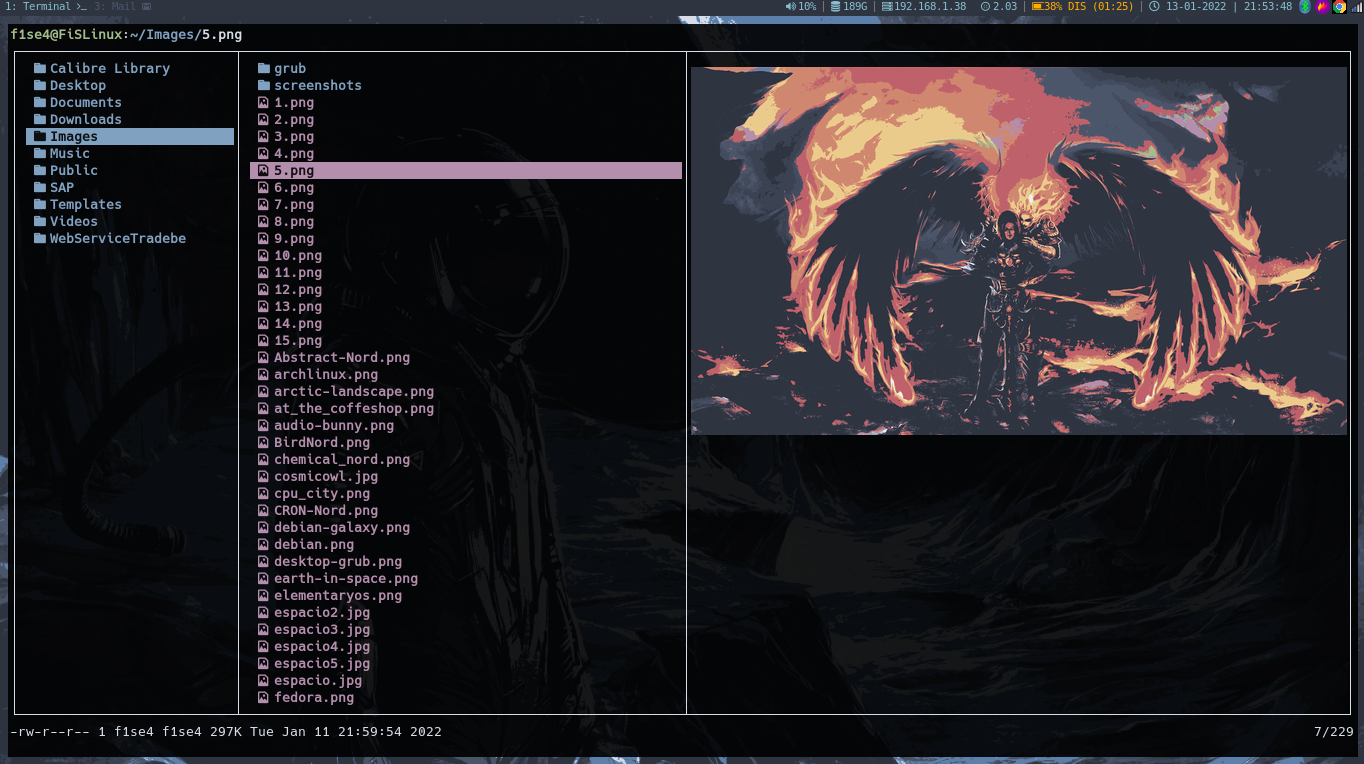 1: Terminal >_ 3: Mail 10% | 189G | 192.168.1.38 | 2.03 | 38% DIS (01:25) | 13-01-2022 | 21:53:48
f1se4@FiSLinux:~/Images/5.png
Calibre Library
Desktop
Documents
Downloads
Images
Music
Public
SAP
Templates
Videos
WebServiceTradebe
grub
screenshots
1.png
2.png
3.png
4.png
5.png
6.png
7.png
8.png
9.png
10.png
11.png
12.png
13.png
14.png
15.png
Abstract-Nord.png
archlinux.png
arctic-landscape.png
at_the_coffeshop.png
audio-bunny.png
BirdNord.png
chemical_nord.png
cosmicowl.jpg
cpu_city.png
CRON-Nord.png
debian-galaxy.png
debian.png
desktop-grub.png
earth-in-space.png
elementaryos.png
espacio2.jpg
espacio3.jpg
espacio4.jpg
espacio5.jpg
espacio.jpg
fedora.png
-rw-r--r-- 1 f1se4 f1se4 297K Tue Jan 11 21:59:54 2022 7/229